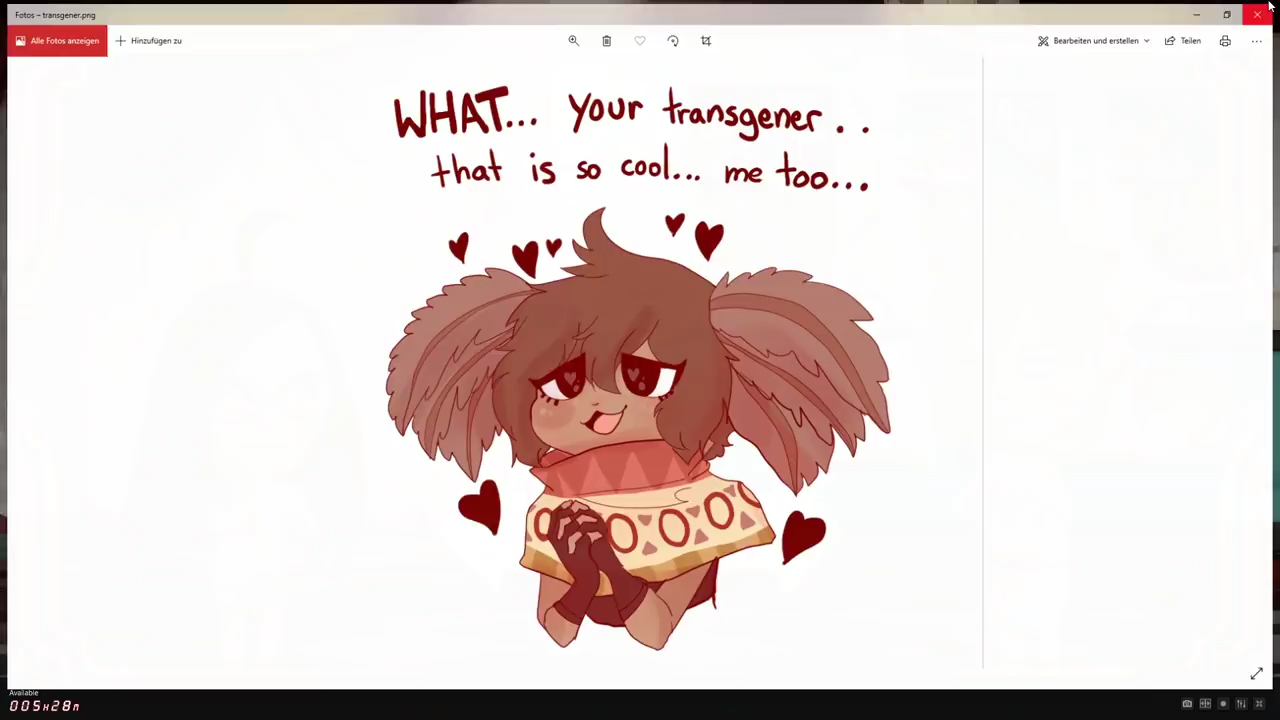 Fotos – transgener.png
Alle Fotos anzeigen
Hinzufügen zu
Bearbeiten und erstellen
Teilen
WHAT... your transgener . .
that is so cool... me too...
Available
005H28M